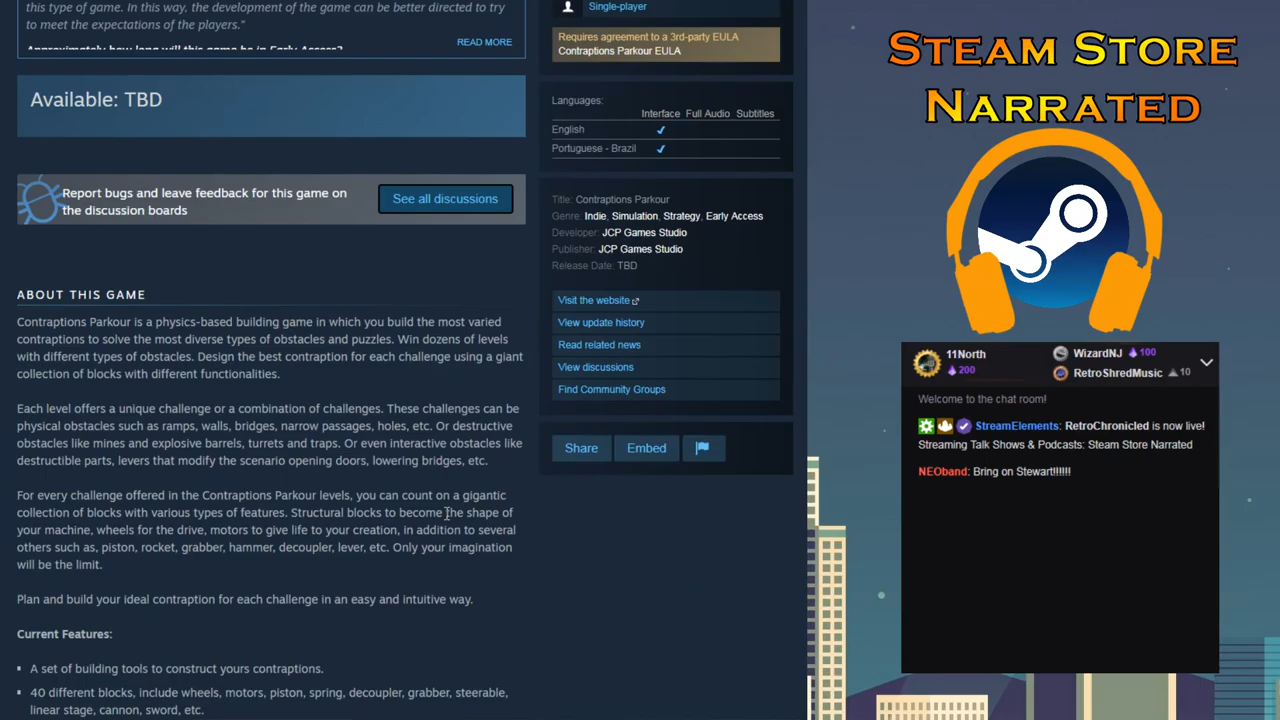 this type of game. In this way, the development of the game can be better directed to try
to meet the expectations of the players."
Approximately how long will this game be in Early Access?
READ MORE
Available: TBD
Report bugs and leave feedback for this game on
the discussion boards
See all discussions
ABOUT THIS GAME
Contraptions Parkour is a physics-based building game in which you build the most varied
contraptions to solve the most diverse types of obstacles and puzzles. Win dozens of levels
with different types of obstacles. Design the best contraption for each challenge using a giant
collection of blocks with different functionalities.
Each level offers a unique challenge or a combination of challenges. These challenges can be
physical obstacles such as ramps, walls, bridges, narrow passages, holes, etc. Or destructive
obstacles like mines and explosive barrels, turrets and traps. Or even interactive obstacles like
destructible parts, levers that modify the scenario opening doors, lowering bridges, etc.
For every challenge offered in the Contraptions Parkour levels, you can count on a gigantic
collection of blocks with various types of features. Structural blocks to become the shape of
your machine, wheels for the drive, motors to give life to your creation, in addition to several
others such as, piston, rocket, grabber, hammer, decoupler, lever, etc. Only your imagination
will be the limit.
Plan and build your ideal contraption for each challenge in an easy and intuitive way.
Current Features:
▪ A set of building tools to construct yours contraptions.
▪ 40 different blocks, include wheels, motors, piston, spring, decoupler, grabber, steerable,
linear stage, cannon, sword, etc.
Single-player
Requires agreement to a 3rd-party EULA
Contraptions Parkour EULA
Languages:
Interface Full Audio Subtitles
English ✔
Portuguese - Brazil ✔
Title: Contraptions Parkour
Genre: Indie, Simulation, Strategy, Early Access
Developer: JCP Games Studio
Publisher: JCP Games Studio
Release Date: TBD
Visit the website
View update history
Read related news
View discussions
Find Community Groups
Share
Embed
STEAM STORE
NARRATED
11North
200
WizardNJ 100
RetroShredMusic 10
Welcome to the chat room!
StreamElements: RetroChronicled is now live!
Streaming Talk Shows & Podcasts: Steam Store Narrated
NEOband: Bring on Stewart!!!!!!